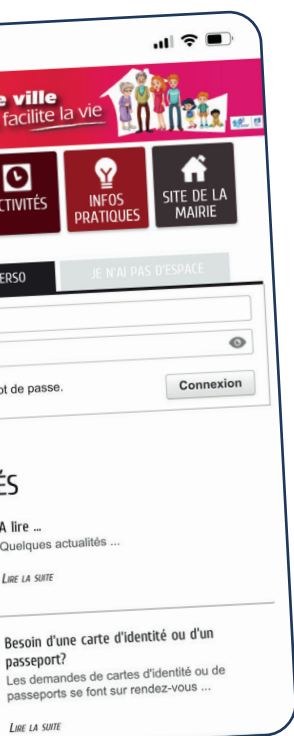 e ville
facilite la vie
CTIVITÉS
INFOS
PRATIQUES
SITE DE LA
MAIRIE
ERSO
JE N'AI PAS D'ESPACE
ot de passe.
Connexion
ÉS
A lire ...
Quelques actualités ...
LIRE LA SUITE
Besoin d'une carte d'identité ou d'un
passeport?
Les demandes de cartes d'identité ou de
passeports se font sur rendez-vous ...
LIRE LA SUITE